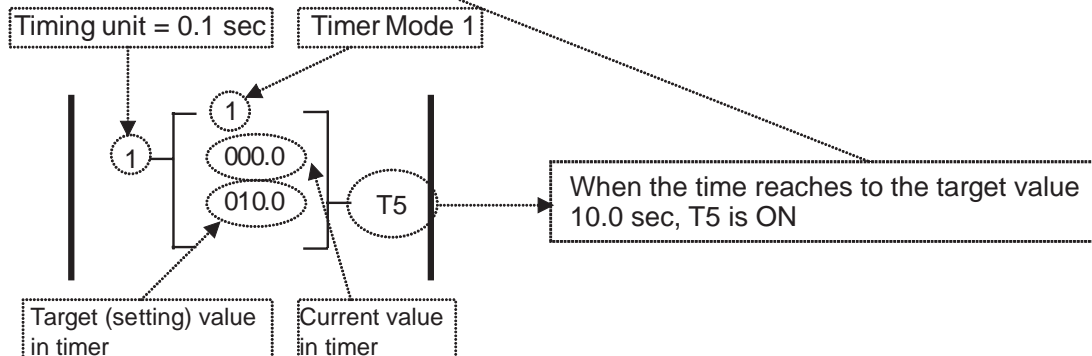 Timing unit = 0.1 sec
Timer Mode 1
1
1
000.0
010.0
T5
When the time reaches to the target value
10.0 sec, T5 is ON
Target (setting) value
in timer
Current value
in timer